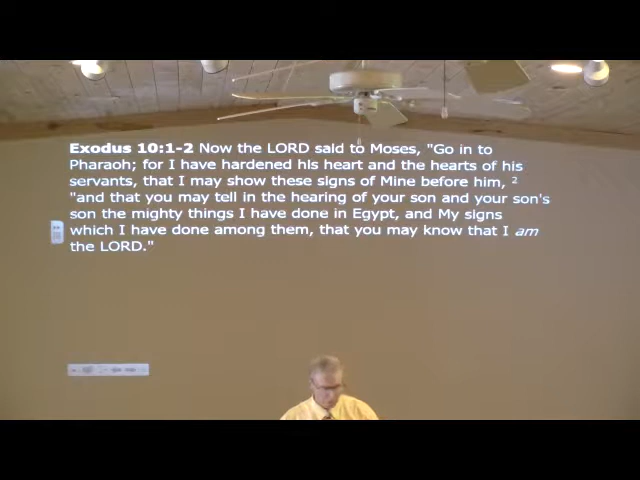 Exodus 10:1-2 Now the LORD said to Moses, "Go in to
Pharaoh; for I have hardened his heart and the hearts of his
servants, that I may show these signs of Mine before him, 2
"and that you may tell in the hearing of your son and your son's
son the mighty things I have done in Egypt, and My signs
which I have done among them, that you may know that I am
the LORD."